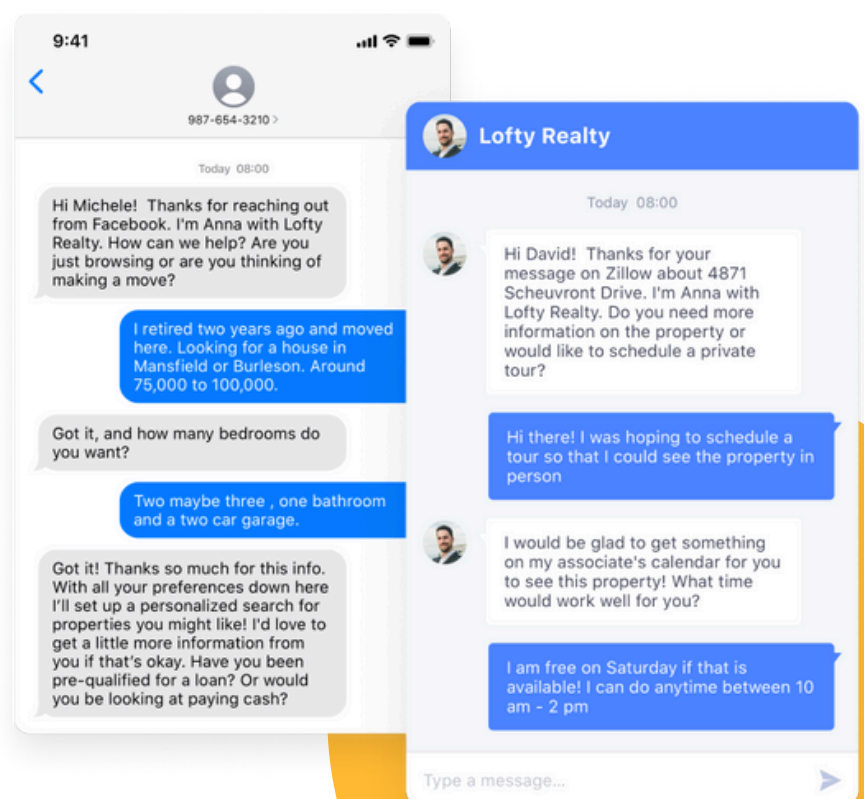 9:41
987-654-3210 >
Today 08:00
Hi Michele!  Thanks for reaching out
from Facebook. I'm Anna with Lofty
Realty. How can we help? Are you
just browsing or are you thinking of
making a move?
I retired two years ago and moved
here. Looking for a house in
Mansfield or Burleson. Around
75,000 to 100,000.
Got it, and how many bedrooms do
you want?
Two maybe three , one bathroom
and a two car garage.
Got it! Thanks so much for this info.
With all your preferences down here
I'll set up a personalized search for
properties you might like! I'd love to
get a little more information from
you if that's okay. Have you been
pre-qualified for a loan? Or would
you be looking at paying cash?
Lofty Realty
Today 08:00
Hi David!  Thanks for your
message on Zillow about 4871
Scheuvront Drive. I'm Anna with
Lofty Realty. Do you need more
information on the property or
would like to schedule a private
tour?
Hi there! I was hoping to schedule a
tour so that I could see the property in
person
I would be glad to get something
on my associate's calendar for you
to see this property! What time
would work well for you?
I am free on Saturday if that is
available! I can do anytime between 10
am - 2 pm
Type a message...